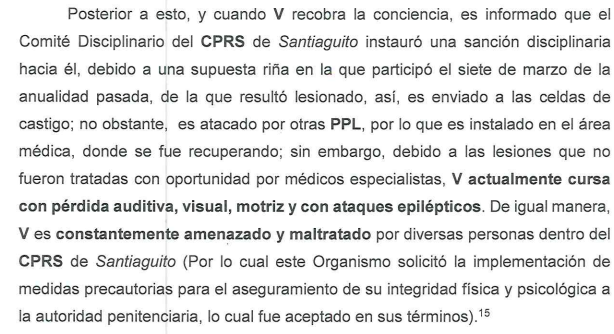 Posterior a esto, y cuando V recobra la conciencia, es informado que el
Comité Disciplinario del CPRS de Santiaguito instauró una sanción disciplinaria
hacia él, debido a una supuesta riña en la que participó el siete de marzo de la
anualidad pasada, de la que resultó lesionado, así, es enviado a las celdas de
castigo; no obstante, es atacado por otras PPL, por lo que es instalado en el área
médica, donde se fue recuperando; sin embargo, debido a las lesiones que no
fueron tratadas con oportunidad por médicos especialistas, V actualmente cursa
con pérdida auditiva, visual, motriz y con ataques epilépticos. De igual manera,
V es constantemente amenazado y maltratado por diversas personas dentro del
CPRS de Santiaguito (Por lo cual este Organismo solicitó la implementación de
medidas precautorias para el aseguramiento de su integridad física y psicológica a
la autoridad penitenciaria, lo cual fue aceptado en sus términos).15